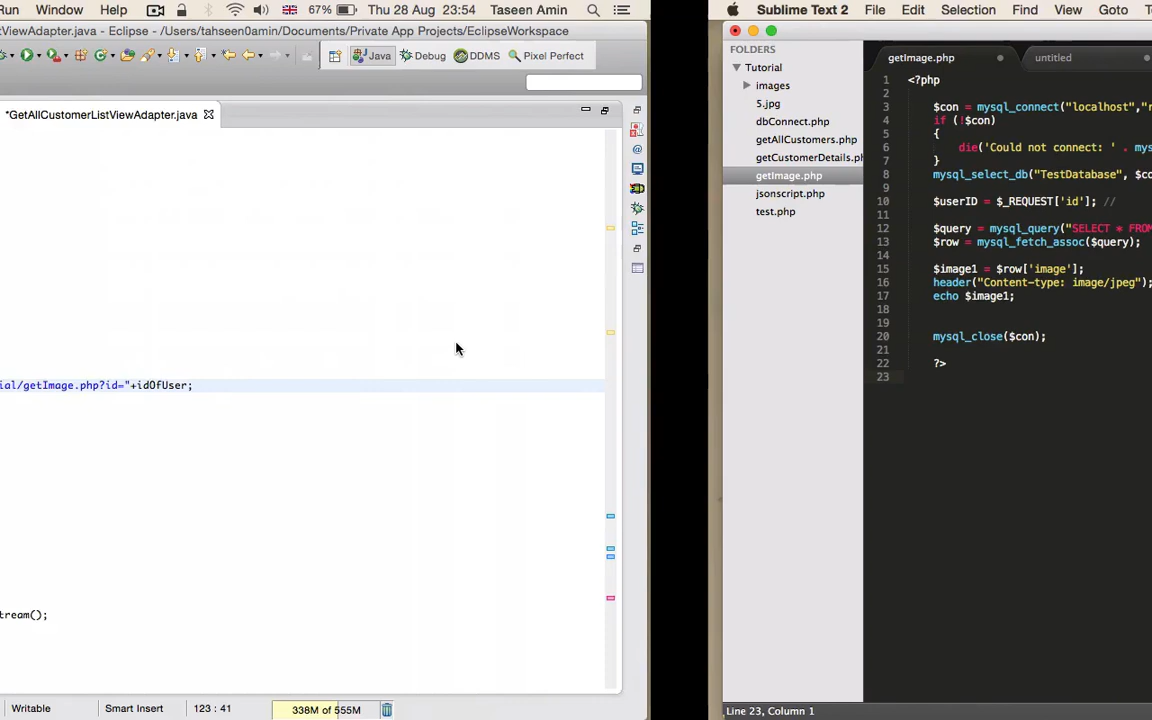 Run Window Help 67% Thu 28 Aug 23:54 Taseen Amin
ViewAdapter.java - Eclipse - /Users/tahseen0amin/Documents/Private App Projects/EclipseWorkspace
Java Debug DDMS Pixel Perfect
*GetAllCustomerListViewAdapter.java
ial/getImage.php?id="+idOfUser;
tream();
Writable Smart Insert 123 : 41 338M of 555M
Sublime Text 2 File Edit Selection Find View Goto
FOLDERS
Tutorial
images
5.jpg
dbConnect.php
getAllCustomers.php
getCustomerDetails.ph
getImage.php
jsonscript.php
test.php
getImage.php untitled
1 <?php
2
3 $con = mysql_connect("localhost","r
4 if (!$con)
5 {
6 die('Could not connect: ' . mys
7 }
8 mysql_select_db("TestDatabase", $co
9
10 $userID = $_REQUEST['id']; //
11
12 $query = mysql_query("SELECT * FROM
13 $row = mysql_fetch_assoc($query);
14
15 $image1 = $row['image'];
16 header("Content-type: image/jpeg");
17 echo $image1;
18
19
20 mysql_close($con);
21
22 ?>
23
Line 23, Column 1